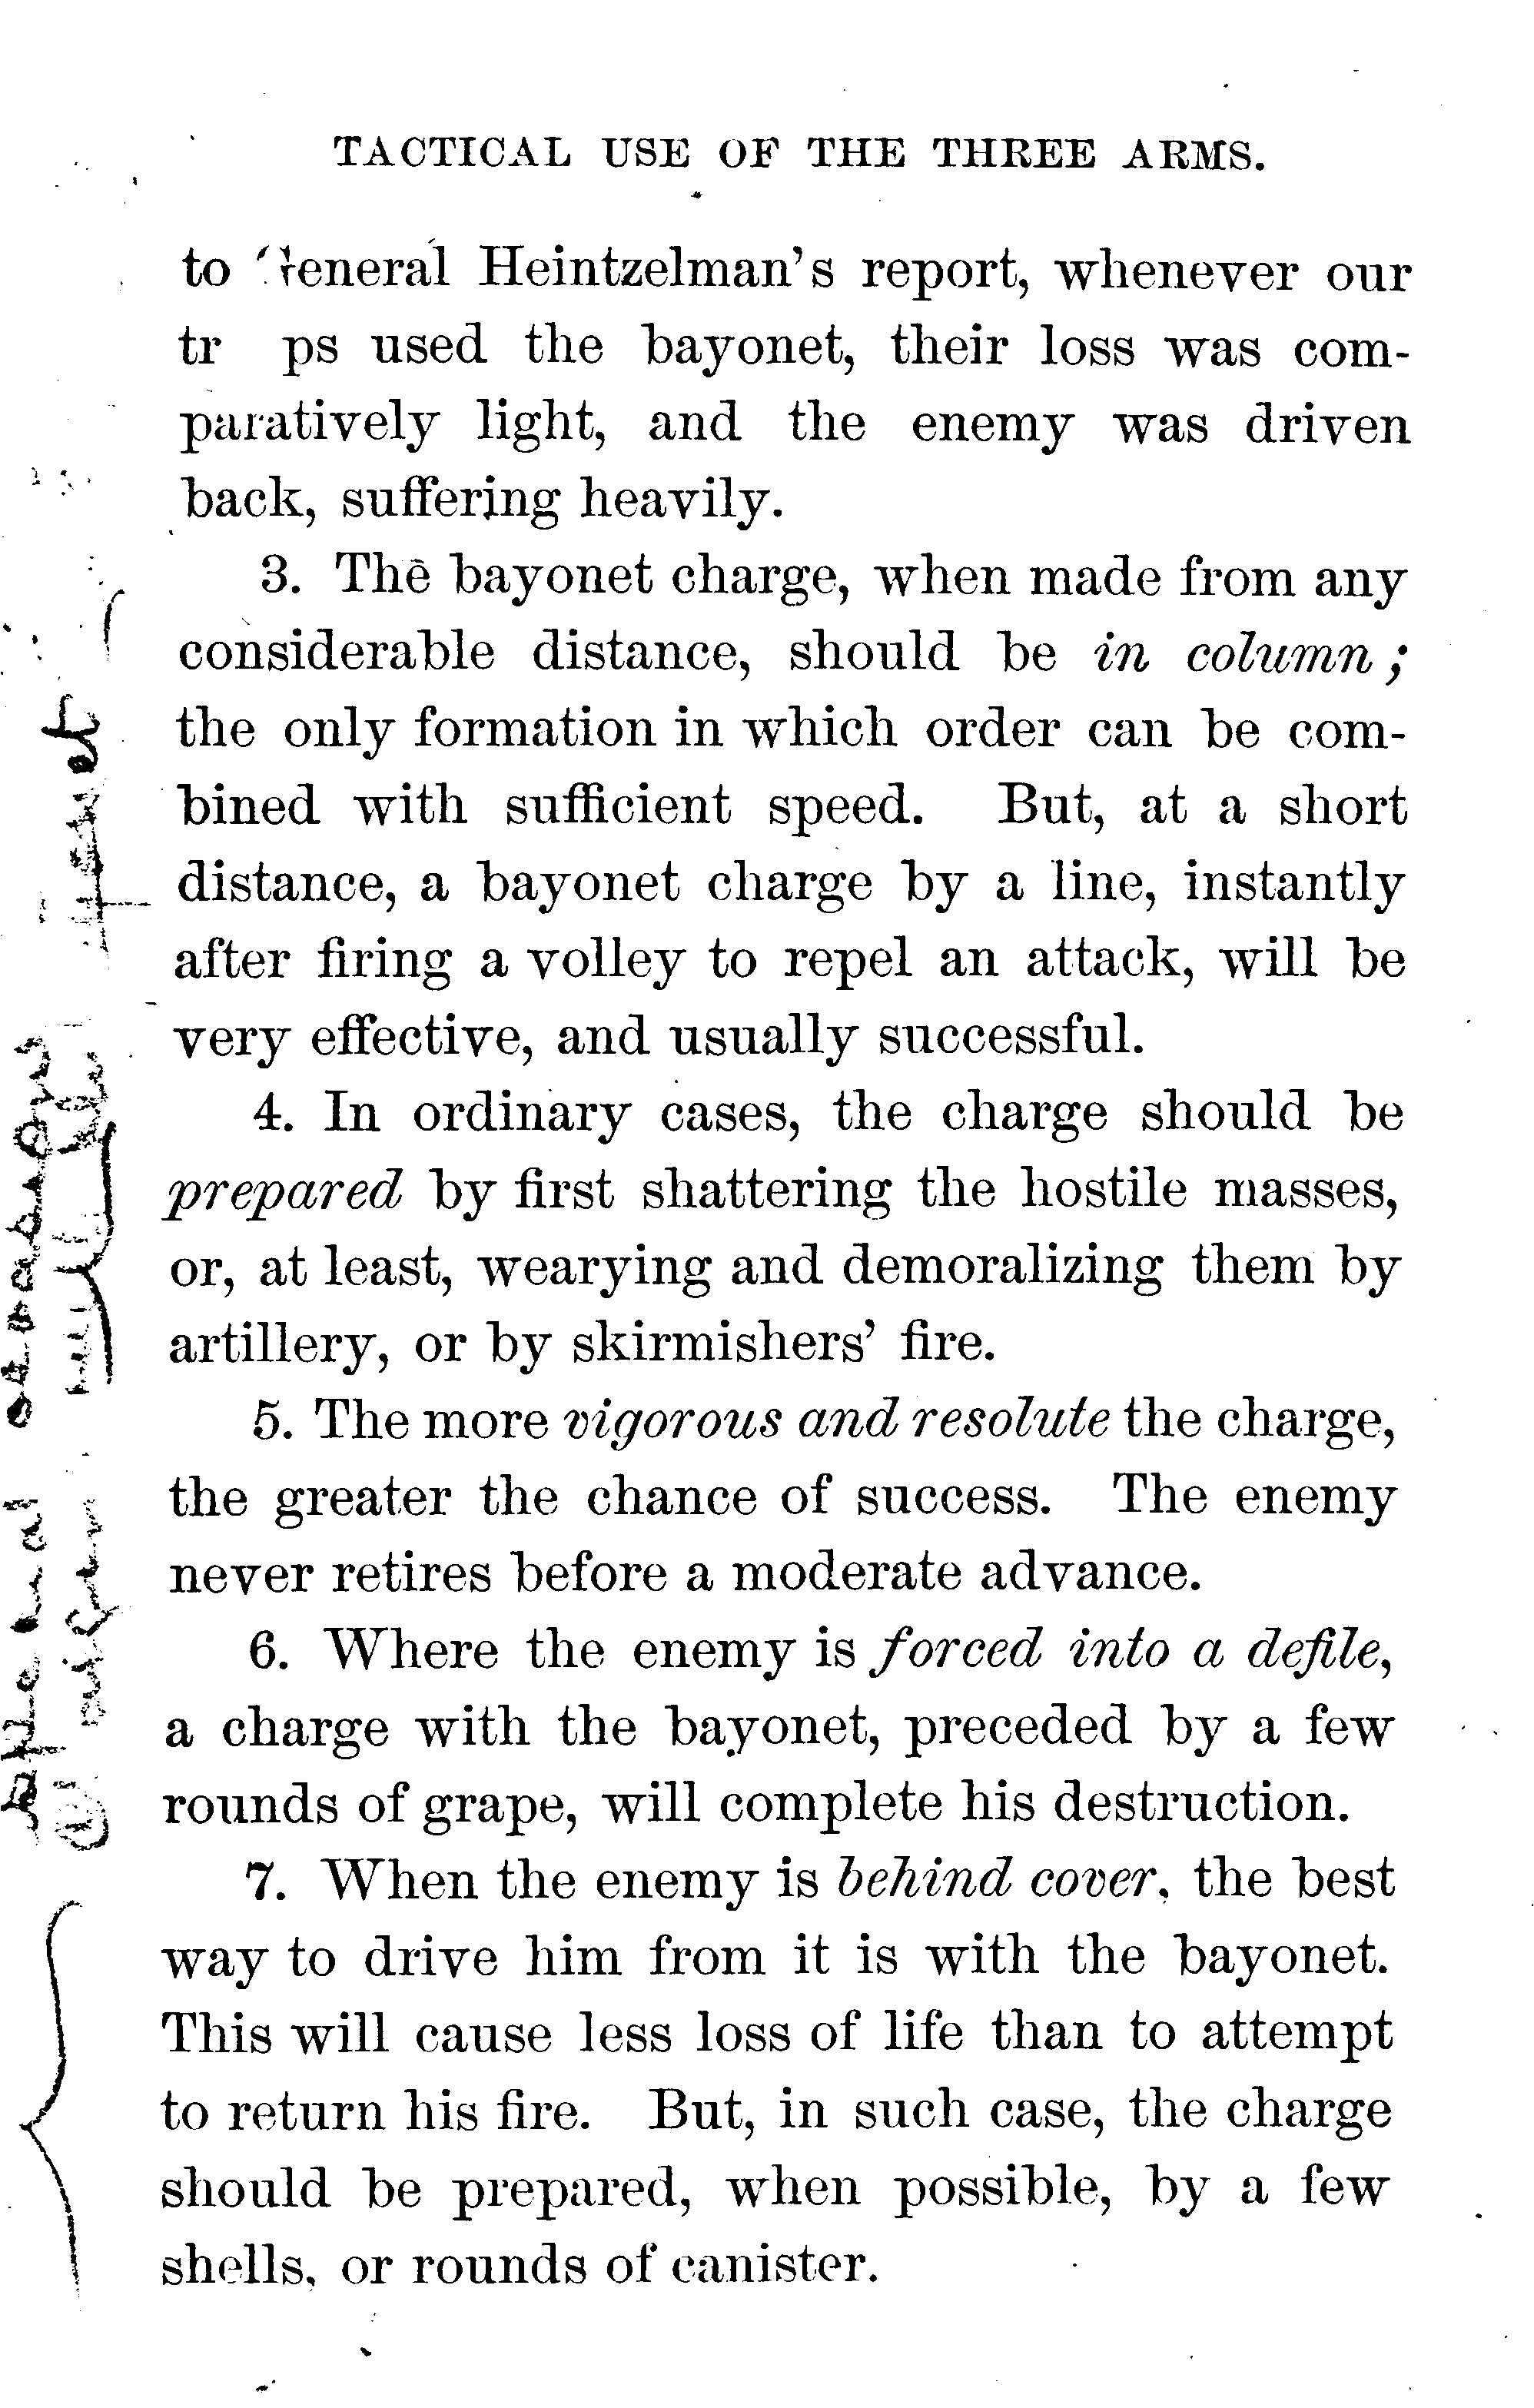 TACTICAL USE OF THE THREE ARMS.
to General Heintzelman's report, whenever our
tr ps used the bayonet, their loss was com-
paratively light, and the enemy was driven
back, suffering heavily.
3. The bayonet charge, when made from any
considerable distance, should be in column;
the only formation in which order can be com-
bined with sufficient speed. But, at a short
distance, a bayonet charge by a line, instantly
after firing a volley to repel an attack, will be
very effective, and usually successful.
4. In ordinary cases, the charge should be
prepared by first shattering the hostile masses,
or, at least, wearying and demoralizing them by
artillery, or by skirmishers' fire.
5. The more vigorous and resolute the charge,
the greater the chance of success. The enemy
never retires before a moderate advance.
6. Where the enemy is forced into a defile,
a charge with the bayonet, preceded by a few
rounds of grape, will complete his destruction.
7. When the enemy is behind cover, the best
way to drive him from it is with the bayonet.
This will cause less loss of life than to attempt
to return his fire. But, in such case, the charge
should be prepared, when possible, by a few
shells, or rounds of canister.